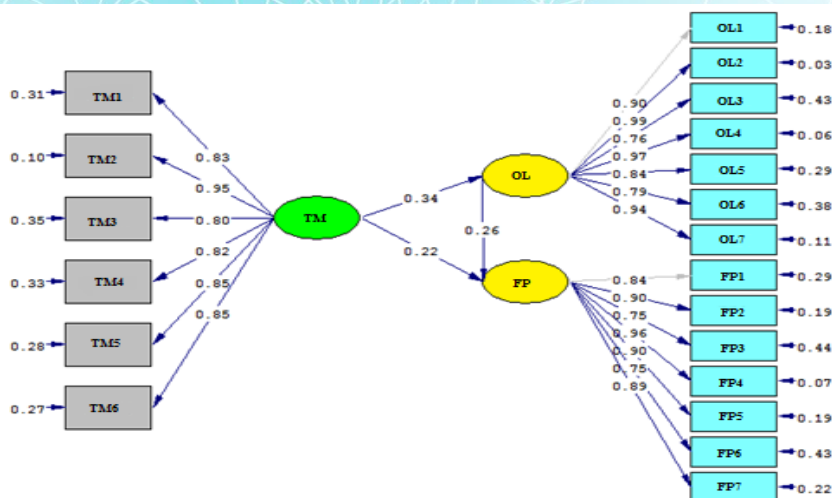 0.31 TM1
0.10 TM2
0.35 TM3
0.33 TM4
0.28 TM5
0.27 TM6
0.83
0.95
0.80
0.82
0.85
0.85
TM
0.34
0.22
OL
0.26
FP
0.90
0.99
0.76
0.97
0.84
0.79
0.94
0.84
0.90
0.75
0.96
0.90
0.75
0.89
OL1 0.18
OL2 0.03
OL3 0.43
OL4 0.06
OL5 0.29
OL6 0.38
OL7 0.11
FP1 0.29
FP2 0.19
FP3 0.44
FP4 0.07
FP5 0.19
FP6 0.43
FP7 0.22